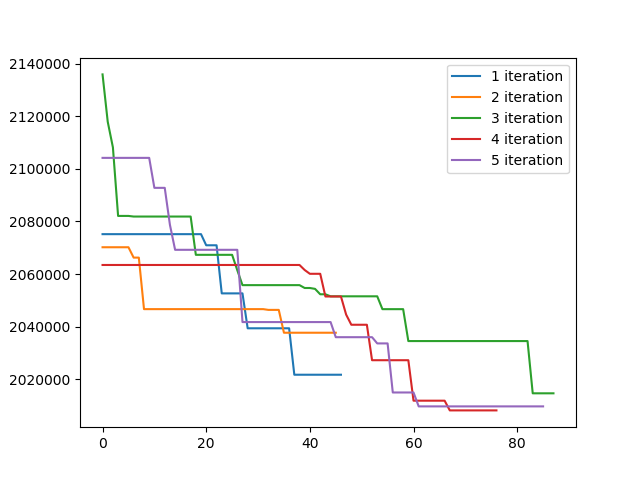 2140000
2120000
2100000
2080000
2060000
2040000
2020000
0 20 40 60 80
1 iteration
2 iteration
3 iteration
4 iteration
5 iteration